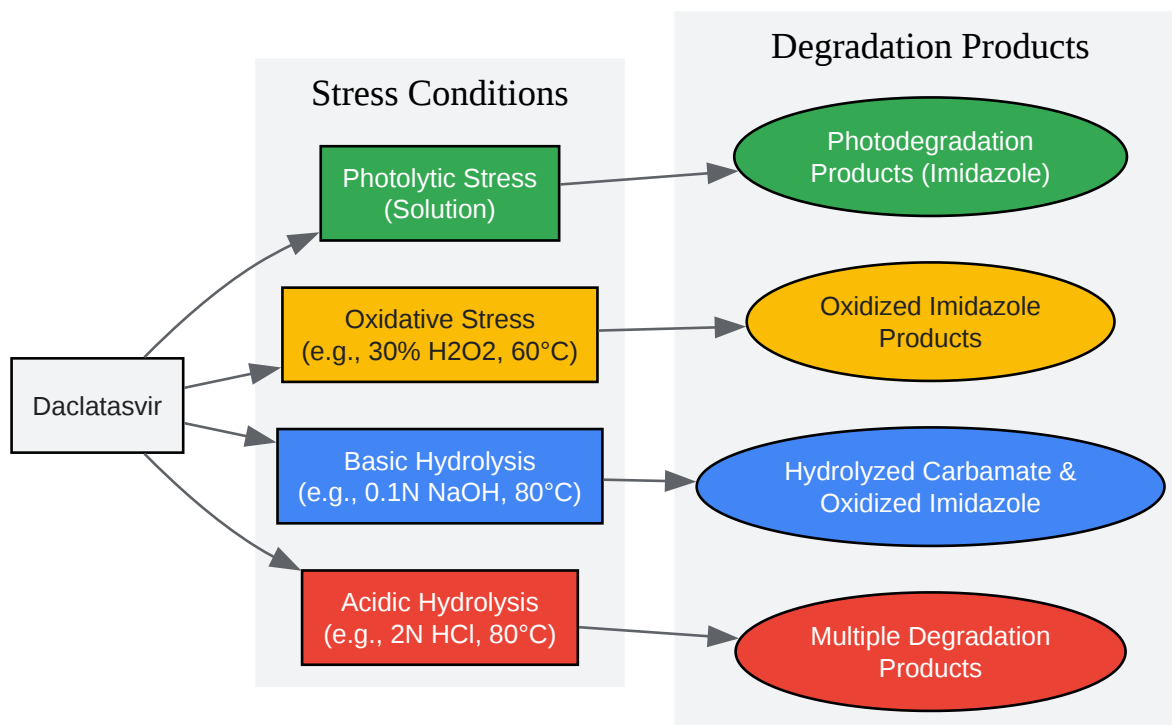 Degradation Products
Stress Conditions
Photolytic Stress
(Solution)
Photodegradation
Products (Imidazole)
Oxidative Stress
(e.g., 30% H2O2, 60°C)
Oxidized Imidazole
Products
Daclatasvir
Basic Hydrolysis
(e.g., 0.1N NaOH, 80°C)
Hydrolyzed Carbamate &
Oxidized Imidazole
Acidic Hydrolysis
(e.g., 2N HCl, 80°C)
Multiple Degradation
Products